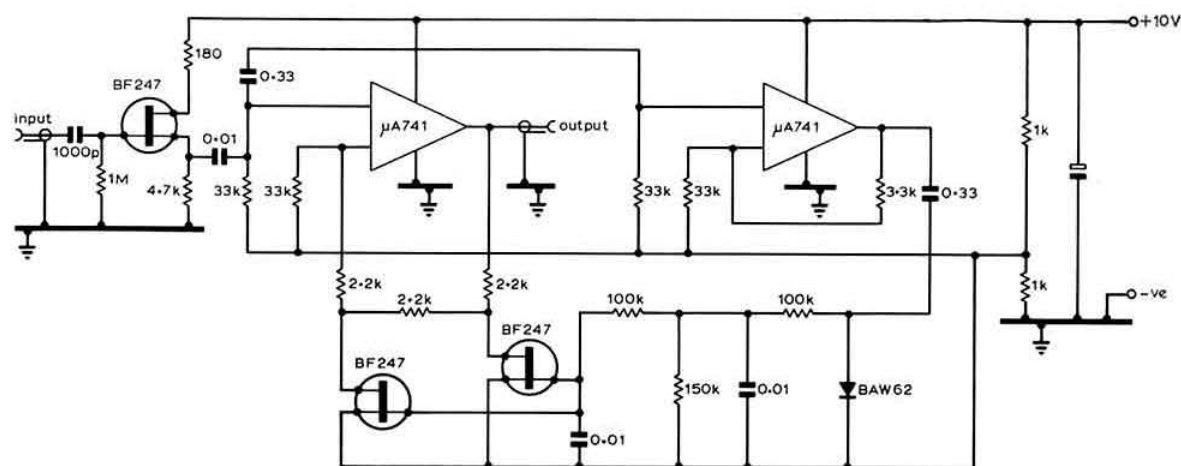 +10V
180
BF247
0·33
input
µA741
output
µA741
1k
0·01
1000p
1M
4·7k
33k
33k
33k
33k
3·3k
0·33
2·2k
2·2k
2·2k
1k
-ve
100k
100k
BF247
BF247
150k
0·01
BAW62
0·01